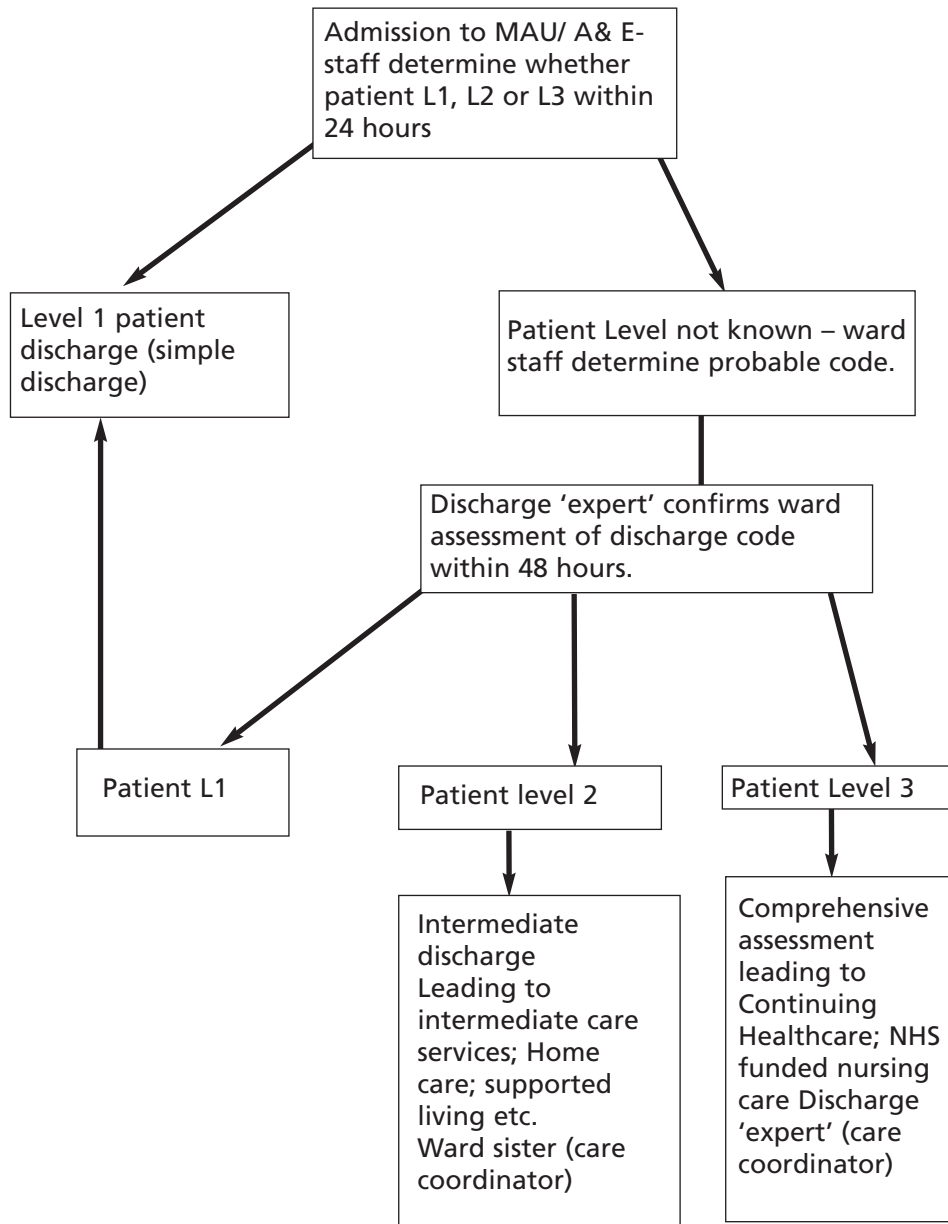 Admission to MAU/ A& E-
staff determine whether
patient L1, L2 or L3 within
24 hours
Level 1 patient
discharge (simple
discharge)
Patient Level not known – ward
staff determine probable code.
Discharge ‘expert’ confirms ward
assessment of discharge code
within 48 hours.
Patient L1
Patient level 2
Patient Level 3
Intermediate
discharge
Leading to
intermediate care
services; Home
care; supported
living etc.
Ward sister (care
coordinator)
Comprehensive
assessment
leading to
Continuing
Healthcare; NHS
funded nursing
care Discharge
‘expert’ (care
coordinator)